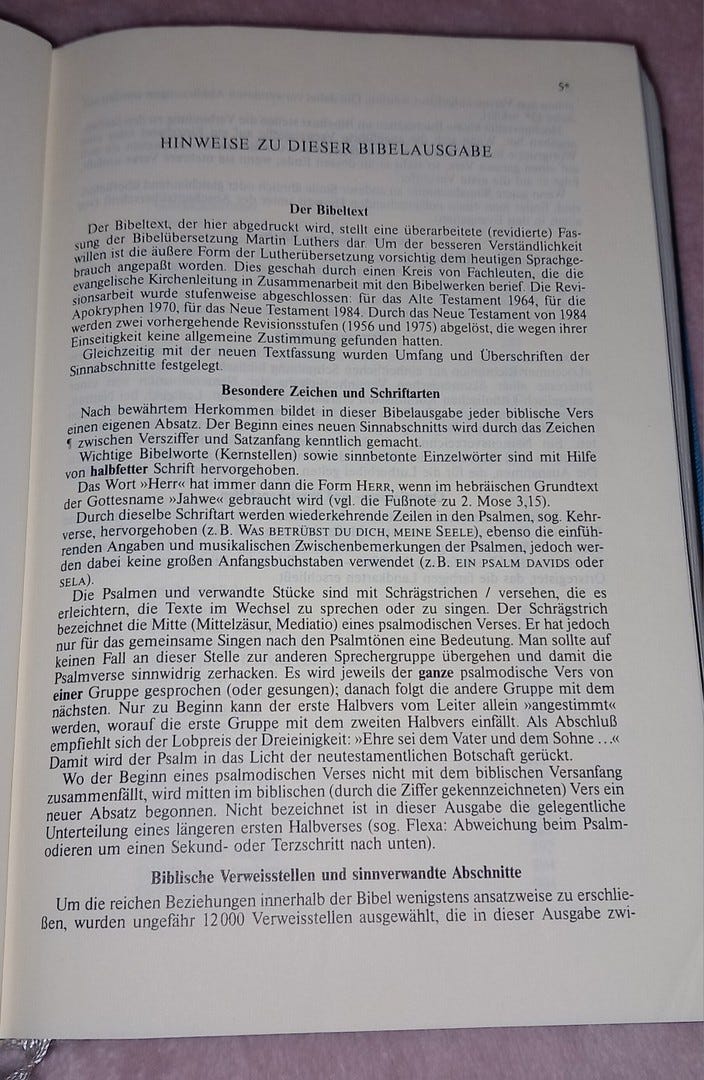 5*
HINWEISE ZU DIESER BIBELAUSGABE
Der Bibeltext
Der Bibeltext, der hier abgedruckt wird, stellt eine überarbeitete (revidierte) Fas-
sung der Bibelübersetzung Martin Luthers dar. Um der besseren Verständlichkeit
willen ist die äußere Form der Lutherübersetzung vorsichtig dem heutigen Sprachge-
brauch angepaßt worden. Dies geschah durch einen Kreis von Fachleuten, die die
evangelische Kirchenleitung in Zusammenarbeit mit den Bibelwerken berief. Die Revi-
sionsarbeit wurde stufenweise abgeschlossen: für das Alte Testament 1964, für die
Apokryphen 1970, für das Neue Testament 1984. Durch das Neue Testament von 1984
werden zwei vorhergehende Revisionsstufen (1956 und 1975) abgelöst, die wegen ihrer
Einseitigkeit keine allgemeine Zustimmung gefunden hatten.
Gleichzeitig mit der neuen Textfassung wurden Umfang und Überschriften der
Sinnabschnitte festgelegt.
Besondere Zeichen und Schriftarten
Nach bewährtem Herkommen bildet in dieser Bibelausgabe jeder biblische Vers
einen eigenen Absatz. Der Beginn eines neuen Sinnabschnitts wird durch das Zeichen
¶ zwischen Versziffer und Satzanfang kenntlich gemacht.
Wichtige Bibelworte (Kernstellen) sowie sinnbetonte Einzelwörter sind mit Hilfe
von halbfetter Schrift hervorgehoben.
Das Wort »Herr« hat immer dann die Form HERR, wenn im hebräischen Grundtext
der Gottesname »Jahwe« gebraucht wird (vgl. die Fußnote zu 2. Mose 3,15).
Durch dieselbe Schriftart werden wiederkehrende Zeilen in den Psalmen, sog. Kehr-
verse, hervorgehoben (z. B. WAS BETRÜBST DU DICH, MEINE SEELE), ebenso die einfüh-
renden Angaben und musikalischen Zwischenbemerkungen der Psalmen, jedoch wer-
den dabei keine großen Anfangsbuchstaben verwendet (z. B. EIN PSALM DAVIDS oder
SELA).
Die Psalmen und verwandte Stücke sind mit Schrägstrichen / versehen, die es
erleichtern, die Texte im Wechsel zu sprechen oder zu singen. Der Schrägstrich
bezeichnet die Mitte (Mittelzäsur, Mediatio) eines psalmodischen Verses. Er hat jedoch
nur für das gemeinsame Singen nach den Psalmtönen eine Bedeutung. Man sollte auf
keinen Fall an dieser Stelle zur anderen Sprechergruppe übergehen und damit die
Psalmverse sinnwidrig zerhacken. Es wird jeweils der ganze psalmodische Vers von
einer Gruppe gesprochen (oder gesungen); danach folgt die andere Gruppe mit dem
nächsten. Nur zu Beginn kann der erste Halbvers vom Leiter allein »angestimmt«
werden, worauf die erste Gruppe mit dem zweiten Halbvers einfällt. Als Abschluß
empfiehlt sich der Lobpreis der Dreieinigkeit: »Ehre sei dem Vater und dem Sohne ...«
Damit wird der Psalm in das Licht der neutestamentlichen Botschaft gerückt.
Wo der Beginn eines psalmodischen Verses nicht mit dem biblischen Versanfang
zusammenfällt, wird mitten im biblischen (durch die Ziffer gekennzeichneten) Vers ein
neuer Absatz begonnen. Nicht bezeichnet ist in dieser Ausgabe die gelegentliche
Unterteilung eines längeren ersten Halbverses (sog. Flexa: Abweichung beim Psalm-
odieren um einen Sekund- oder Terzschritt nach unten).
Biblische Verweisstellen und sinnverwandte Abschnitte
Um die reichen Beziehungen innerhalb der Bibel wenigstens ansatzweise zu erschlie-
ßen, wurden ungefähr 12 000 Verweisstellen ausgewählt, die in dieser Ausgabe zwi-